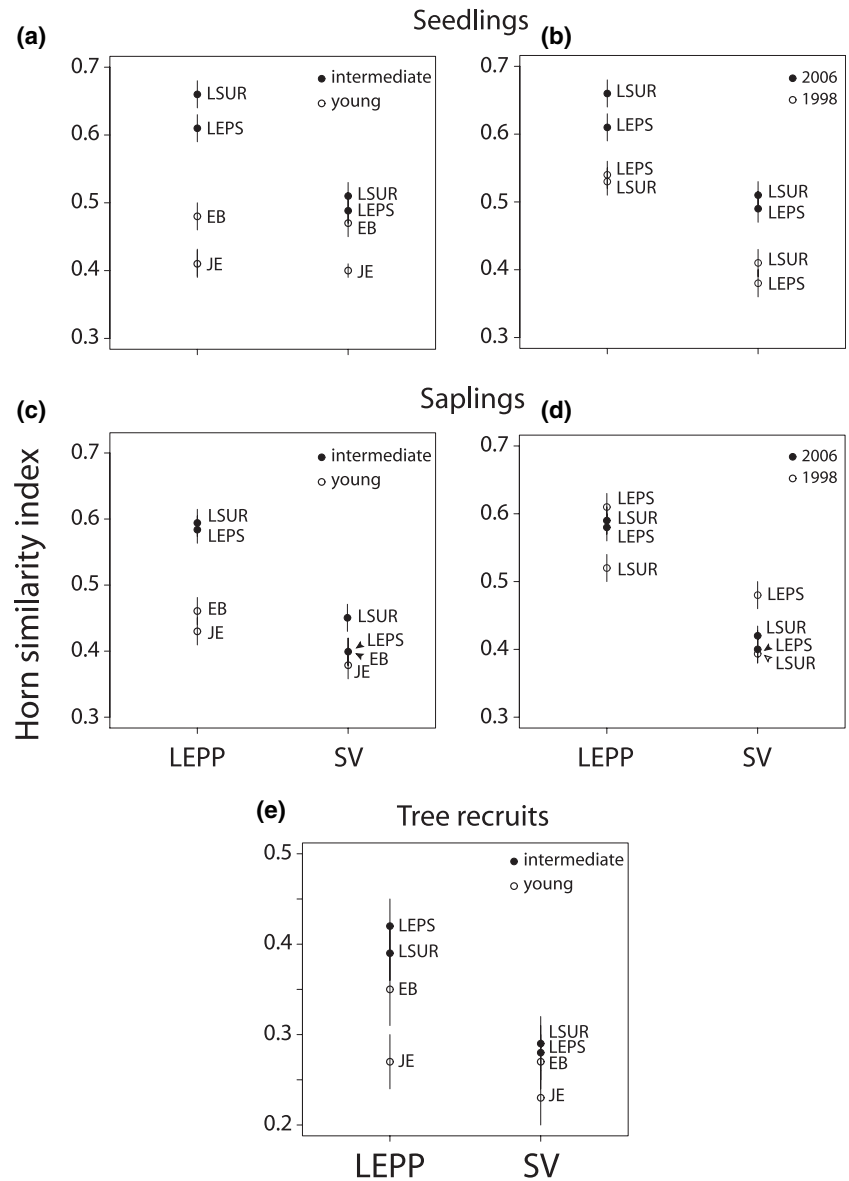 Seedlings
(a)
0.7
0.6
0.5
0.4
0.3
intermediate
young
LSUR
LEPS
EB
JE
LSUR
LEPS
EB
JE
(b)
0.7
0.6
0.5
0.4
0.3
2006
1998
LSUR
LEPS
LEPS
LSUR
LSUR
LEPS
LSUR
LEPS
Saplings
Horn similarity index
(c)
0.7
0.6
0.5
0.4
0.3
intermediate
young
LSUR
LEPS
EB
JE
LSUR
LEPS
EB
JE
LEPP
SV
(d)
0.7
0.6
0.5
0.4
0.3
2006
1998
LEPS
LSUR
LEPS
LSUR
LEPS
LSUR
LEPS
LSUR
LEPP
SV
Tree recruits
(e)
0.5
0.4
0.3
0.2
intermediate
young
LEPS
LSUR
EB
JE
LSUR
LEPS
EB
JE
LEPP
SV